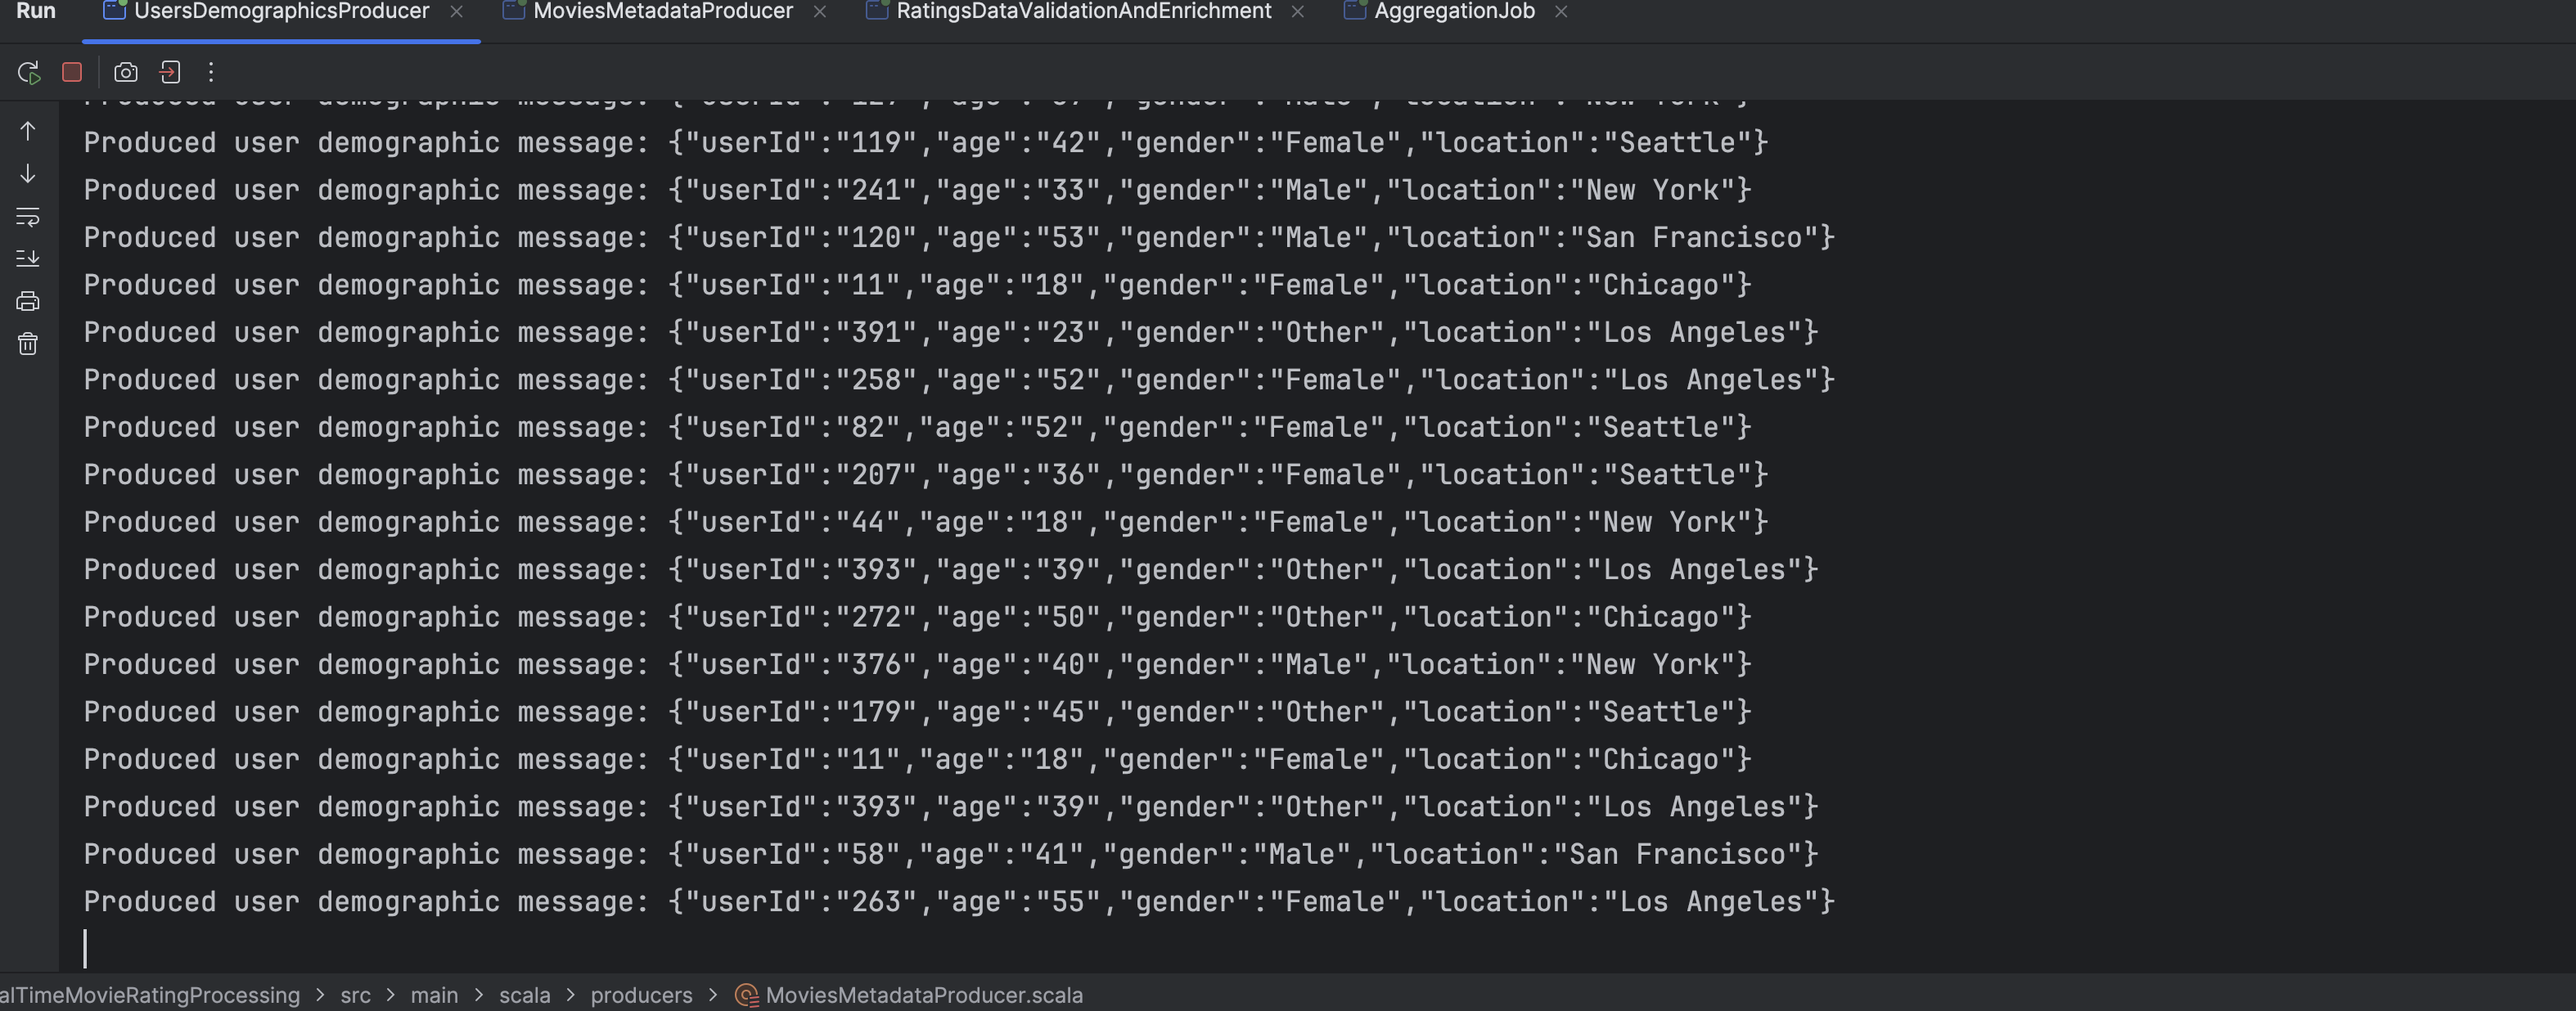 Run UsersDemographicsProducer MoviesMetadataProducer RatingsDataValidationAndEnrichment AggregationJob
Produced user demographic message: {"userId":"119","age":"42","gender":"Female","location":"Seattle"}
Produced user demographic message: {"userId":"241","age":"33","gender":"Male","location":"New York"}
Produced user demographic message: {"userId":"120","age":"53","gender":"Male","location":"San Francisco"}
Produced user demographic message: {"userId":"11","age":"18","gender":"Female","location":"Chicago"}
Produced user demographic message: {"userId":"391","age":"23","gender":"Other","location":"Los Angeles"}
Produced user demographic message: {"userId":"258","age":"52","gender":"Female","location":"Los Angeles"}
Produced user demographic message: {"userId":"82","age":"52","gender":"Female","location":"Seattle"}
Produced user demographic message: {"userId":"207","age":"36","gender":"Female","location":"Seattle"}
Produced user demographic message: {"userId":"44","age":"18","gender":"Female","location":"New York"}
Produced user demographic message: {"userId":"393","age":"39","gender":"Other","location":"Los Angeles"}
Produced user demographic message: {"userId":"272","age":"50","gender":"Other","location":"Chicago"}
Produced user demographic message: {"userId":"376","age":"40","gender":"Male","location":"New York"}
Produced user demographic message: {"userId":"179","age":"45","gender":"Other","location":"Seattle"}
Produced user demographic message: {"userId":"11","age":"18","gender":"Female","location":"Chicago"}
Produced user demographic message: {"userId":"393","age":"39","gender":"Other","location":"Los Angeles"}
Produced user demographic message: {"userId":"58","age":"41","gender":"Male","location":"San Francisco"}
Produced user demographic message: {"userId":"263","age":"55","gender":"Female","location":"Los Angeles"}
alTimeMovieRatingProcessing > src > main > scala > producers > MoviesMetadataProducer.scala